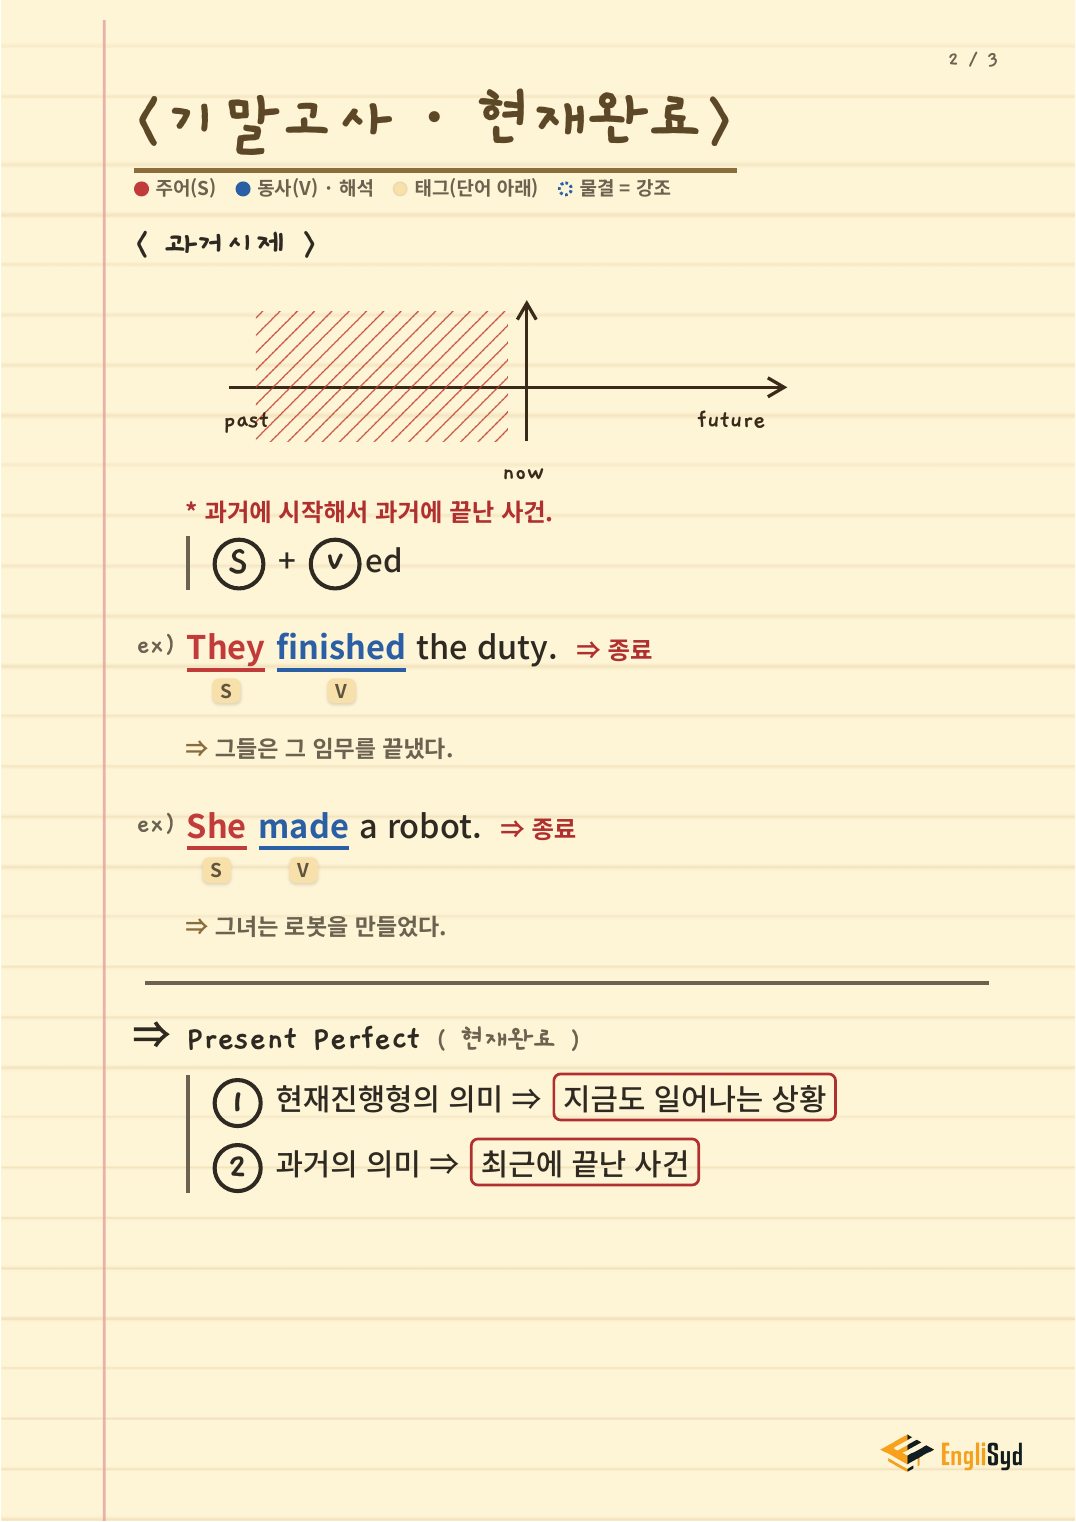 2 / 3
〈기말고사 · 현재완료〉
주어(S) 동사(V) · 해석 태그(단어 아래) 물결 = 강조
〈 과거시제 〉
past future
now
* 과거에 시작해서 과거에 끝난 사건.
S + V ed
ex) They finished the duty. ⇒ 종료
S V
⇒ 그들은 그 임무를 끝냈다.
ex) She made a robot. ⇒ 종료
S V
⇒ 그녀는 로봇을 만들었다.
⇒ Present Perfect ( 현재완료 )
1 현재진행형의 의미 ⇒ 지금도 일어나는 상황
2 과거의 의미 ⇒ 최근에 끝난 사건
EngliSyd